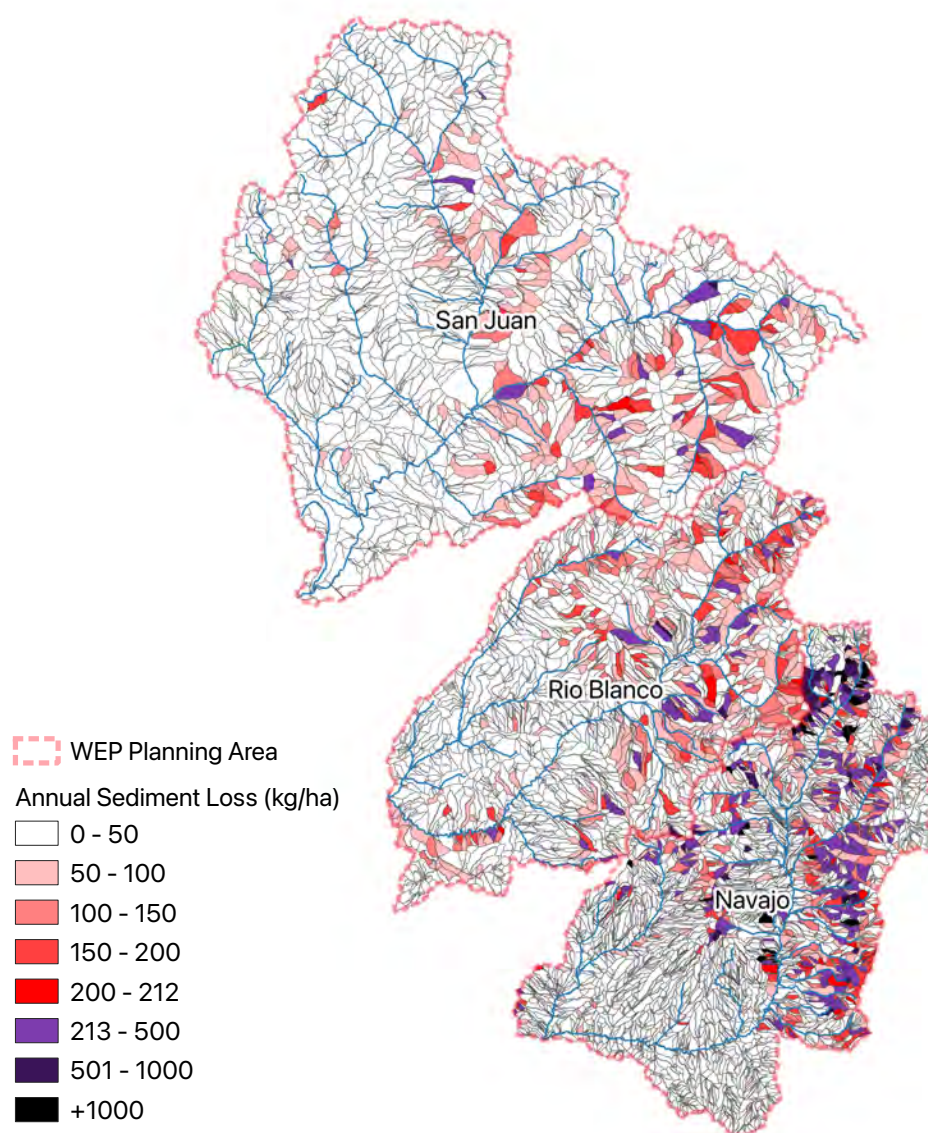 San Juan
Rio Blanco
Navajo
WEP Planning Area
Annual Sediment Loss (kg/ha)
0 - 50
50 - 100
100 - 150
150 - 200
200 - 212
213 - 500
501 - 1000
+1000